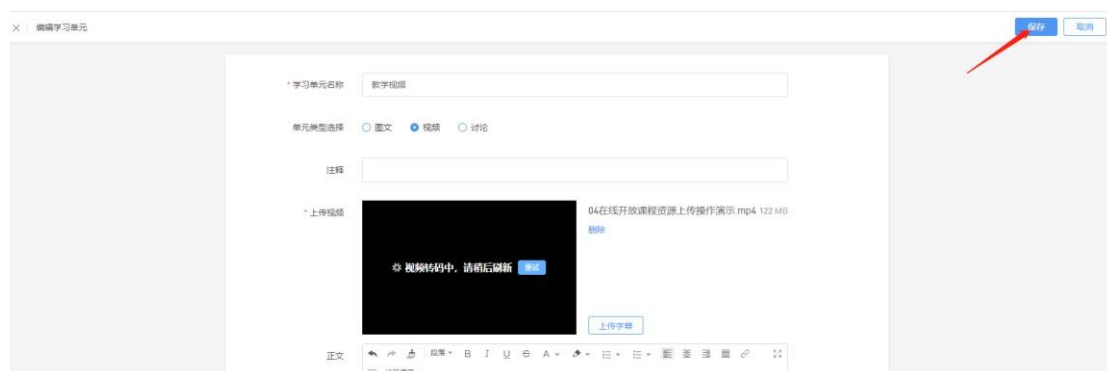 × 编辑学习单元 保存 取消
* 学习单元名称 教学视频
单元类型选择 图文 视频 讨论
注释
* 上传视频 04在线开放课程资源上传操作演示.mp4 122 MB
删除
视频转码中，请稍后刷新 重试
上传字幕
正文 段落 B I U S A